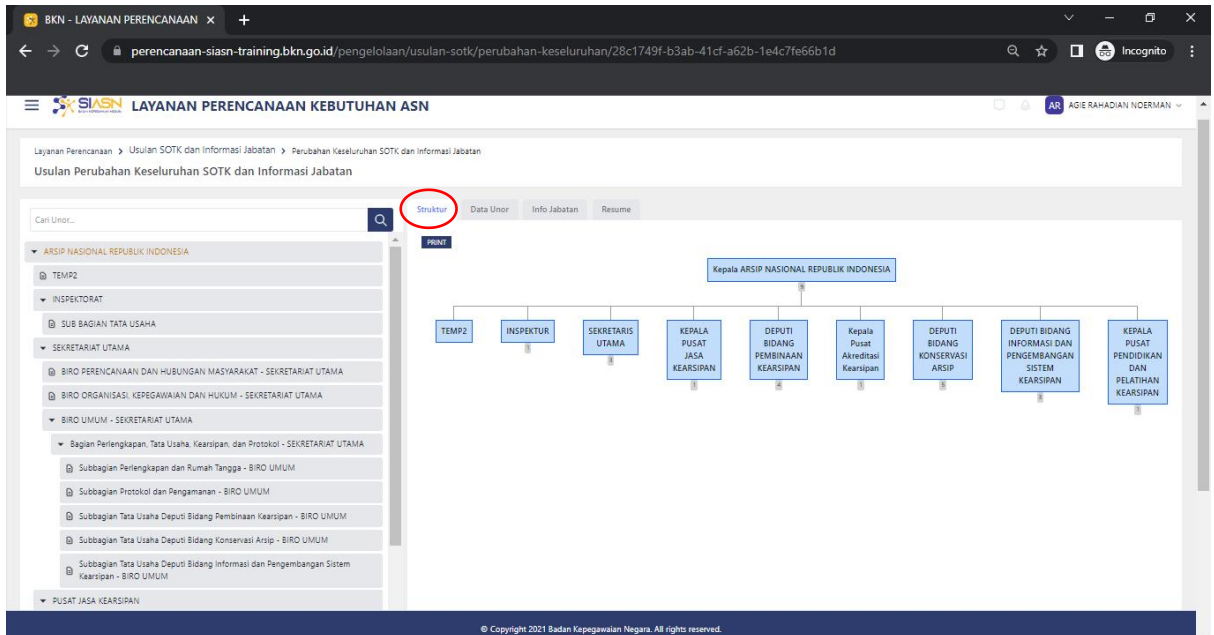 BKN - LAYANAN PERENCANAAN
perencanaan-siasn-training.bkn.go.id/pengelolaan/usulan-sotk/perubahan-keseluruhan/28c1749f-b3ab-41cf-a62b-1e4c7fe66b1d
Incognito
SIASN
LAYANAN PERENCANAAN KEBUTUHAN ASN
AR
AGIE RAHADIAN NOERMAN
Layanan Perencanaan > Usulan SOTK dan Informasi Jabatan > Perubahan Keseluruhan SOTK dan Informasi Jabatan
Usulan Perubahan Keseluruhan SOTK dan Informasi Jabatan
Cari Unor...
ARSIP NASIONAL REPUBLIK INDONESIA
TEMP2
INSPEKTORAT
SUB BAGIAN TATA USAHA
SEKRETARIAT UTAMA
BIRO PERENCANAAN DAN HUBUNGAN MASYARAKAT - SEKRETARIAT UTAMA
BIRO ORGANISASI, KEPEGAWAIAN DAN HUKUM - SEKRETARIAT UTAMA
BIRO UMUM - SEKRETARIAT UTAMA
Bagian Perlengkapan, Tata Usaha, Kearsipan, dan Protokol - SEKRETARIAT UTAMA
Subbagian Perlengkapan dan Rumah Tangga - BIRO UMUM
Subbagian Protokol dan Pengamanan - BIRO UMUM
Subbagian Tata Usaha Deputi Bidang Pembinaan Kearsipan - BIRO UMUM
Subbagian Tata Usaha Deputi Bidang Konservasi Arsip - BIRO UMUM
Subbagian Tata Usaha Deputi Bidang Informasi dan Pengembangan Sistem
Kearsipan - BIRO UMUM
PUSAT JASA KEARSIPAN
Struktur
Data Unor
Info Jabatan
Resume
PRINT
Kepala ARSIP NASIONAL REPUBLIK INDONESIA
9
TEMP2
INSPEKTUR
1
SEKRETARIS
UTAMA
3
KEPALA
PUSAT
JASA
KEARSIPAN
1
DEPUTI
BIDANG
PEMBINAAN
KEARSIPAN
4
Kepala
Pusat
Akreditasi
Kearsipan
1
DEPUTI
BIDANG
KONSERVASI
ARSIP
5
DEPUTI BIDANG
INFORMASI DAN
PENGEMBANGAN
SISTEM
KEARSIPAN
KEPALA
PUSAT
PENDIDIKAN
DAN
PELATIHAN
KEARSIPAN
1
© Copyright 2021 Badan Kepegawaian Negara. All rights reserved.